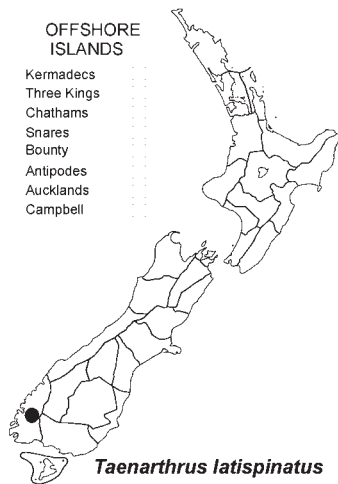 OFFSHORE
ISLANDS
Kermadecs
Three Kings
Chathams
Snares
Bounty
Antipodes
Aucklands
Campbell
Taenarthrus latispinatus